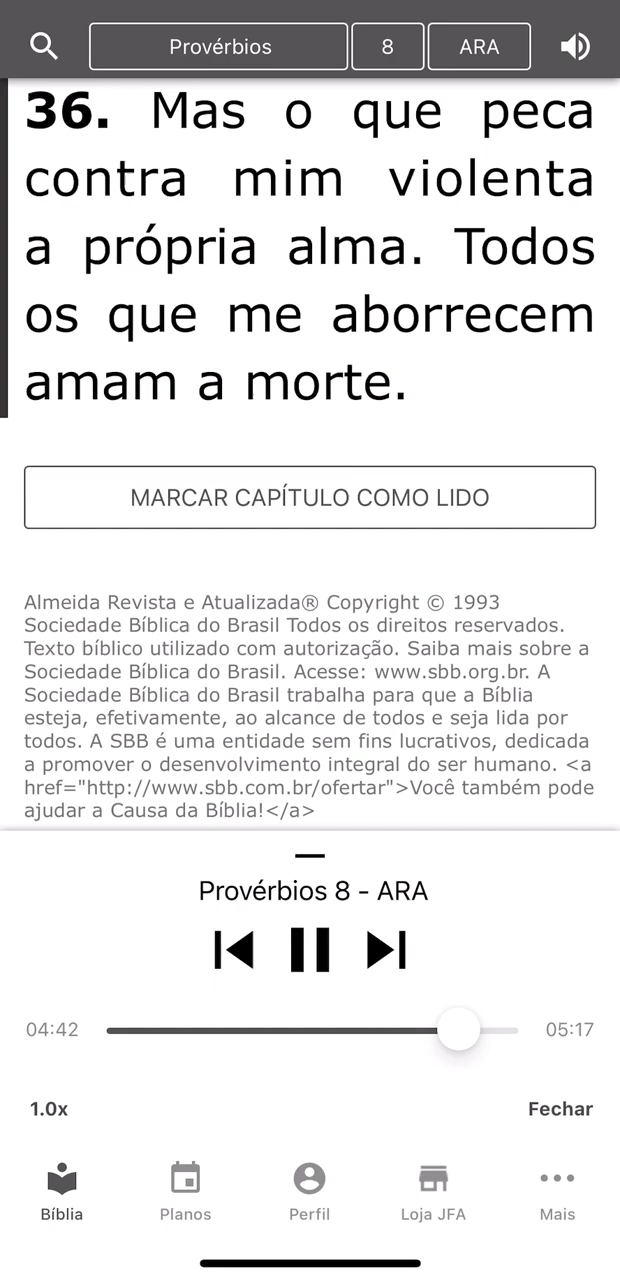 Provérbios 8 ARA
36. Mas o que peca
contra mim violenta
a própria alma. Todos
os que me aborrecem
amam a morte.
MARCAR CAPÍTULO COMO LIDO
Almeida Revista e Atualizada® Copyright © 1993
Sociedade Bíblica do Brasil Todos os direitos reservados.
Texto bíblico utilizado com autorização. Saiba mais sobre a
Sociedade Bíblica do Brasil. Acesse: www.sbb.org.br. A
Sociedade Bíblica do Brasil trabalha para que a Bíblia
esteja, efetivamente, ao alcance de todos e seja lida por
todos. A SBB é uma entidade sem fins lucrativos, dedicada
a promover o desenvolvimento integral do ser humano. <a
href="http://www.sbb.com.br/ofertar">Você também pode
ajudar a Causa da Bíblia!</a>
Provérbios 8 - ARA
04:42 05:17
1.0x Fechar
Bíblia Planos Perfil Loja JFA Mais